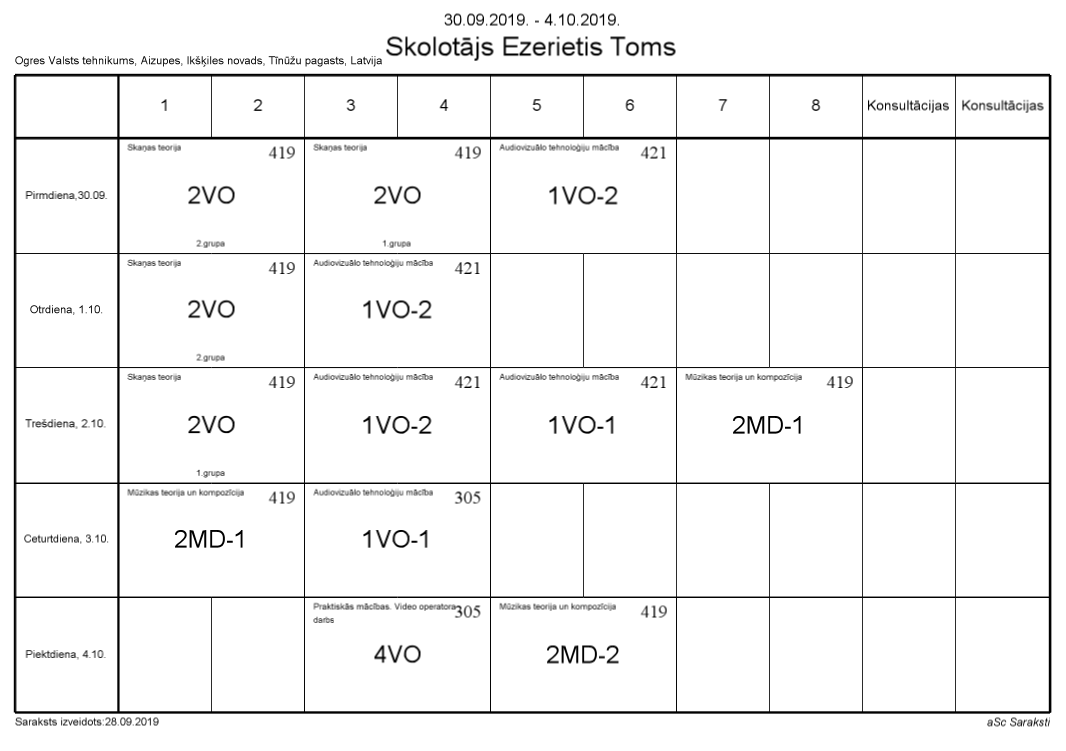 30.09.2019. - 4.10.2019.
Skolotājs Ezerietis Toms
Ogres Valsts tehnikums, Aizupes, Ikšķiles novads, Tīnūžu pagasts, Latvija
1 2 3 4 5 6 7 8 Konsultācijas Konsultācijas
Pirmdiena,30.09.
Skaņas teorija 419
2VO
2.grupa
Skaņas teorija 419
2VO
1.grupa
Audiovizuālo tehnoloģiju mācība 421
1VO-2
Otrdiena, 1.10.
Skaņas teorija 419
2VO
2.grupa
Audiovizuālo tehnoloģiju mācība 421
1VO-2
Trešdiena, 2.10.
Skaņas teorija 419
2VO
1.grupa
Audiovizuālo tehnoloģiju mācība 421
1VO-2
Audiovizuālo tehnoloģiju mācība 421
1VO-1
Mūzikas teorija un kompozīcija 419
2MD-1
Ceturtdiena, 3.10.
Mūzikas teorija un kompozīcija 419
2MD-1
Audiovizuālo tehnoloģiju mācība 305
1VO-1
Piektdiena, 4.10.
Praktiskās mācības. Video operatora 305
darbs
4VO
Mūzikas teorija un kompozīcija 419
2MD-2
Saraksts izveidots:28.09.2019
aSc Saraksti